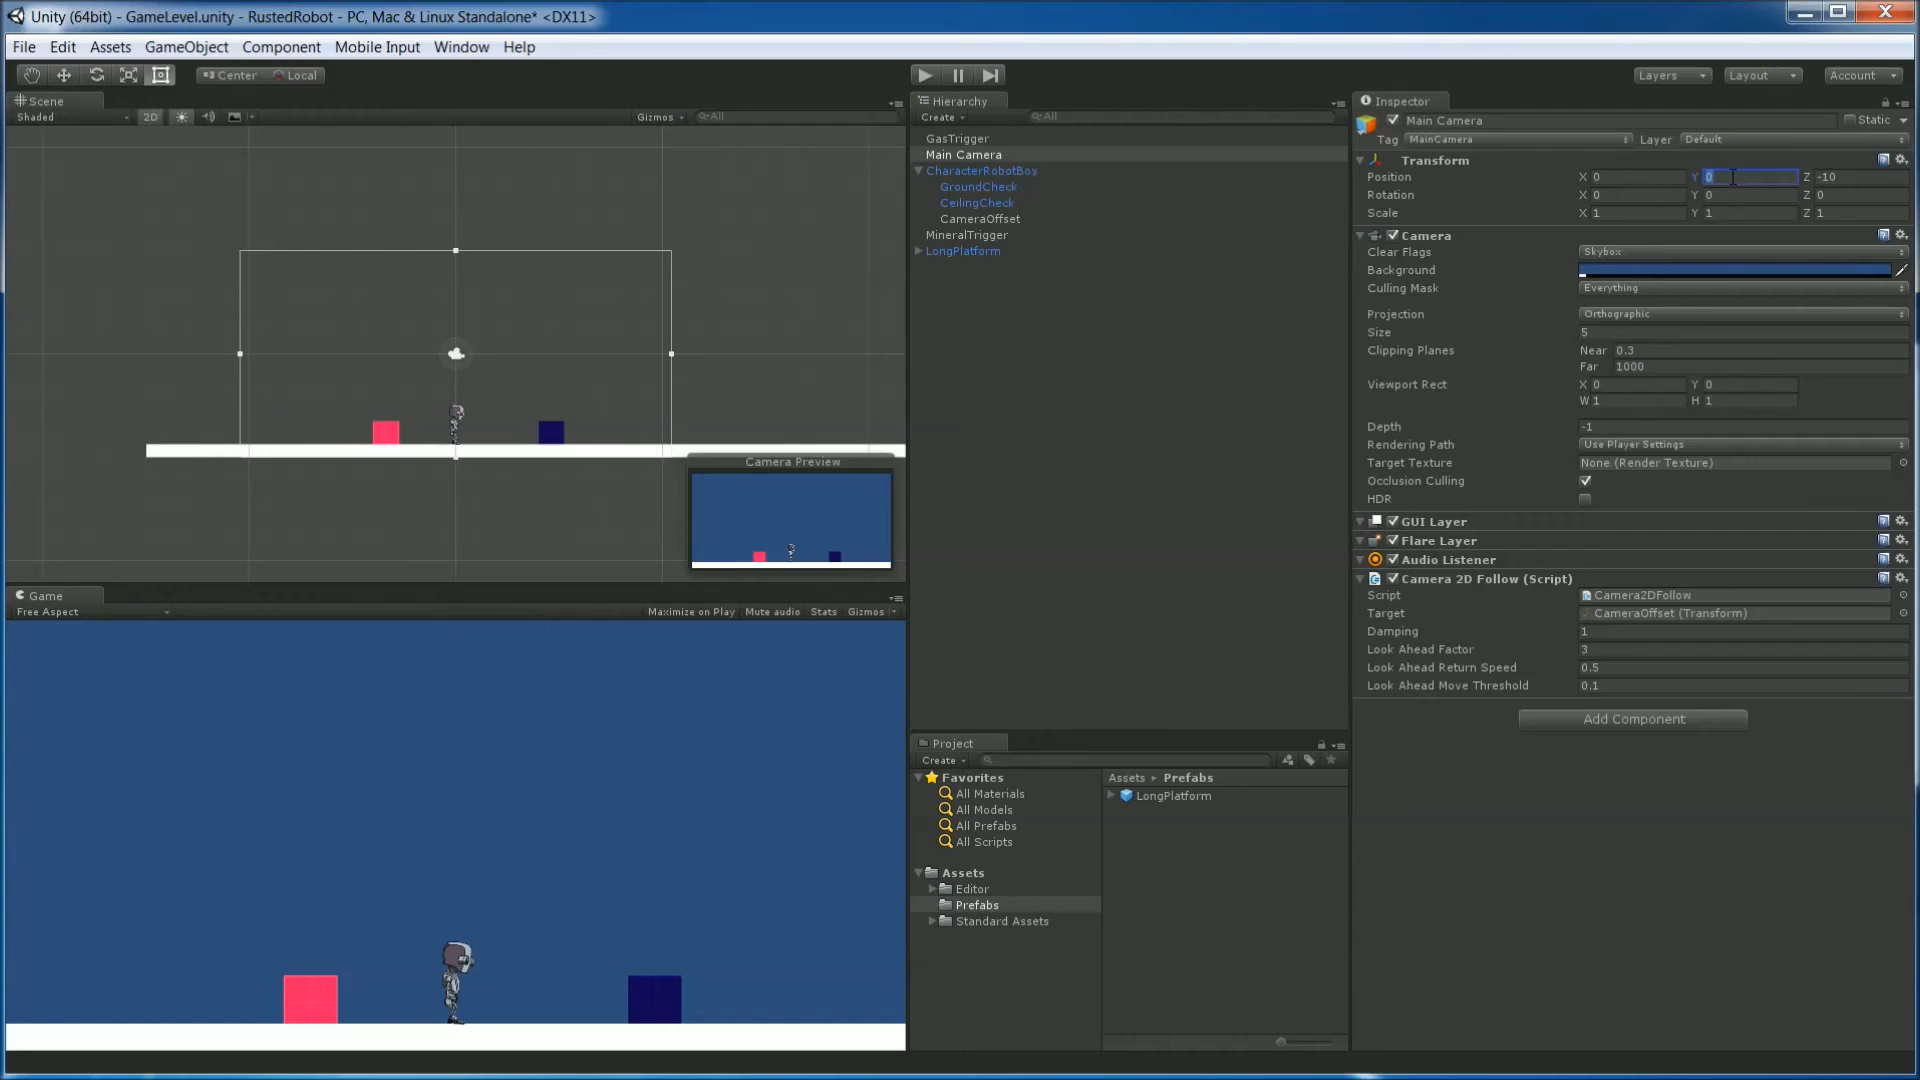 Unity (64bit) - GameLevel.unity - RustedRobot - PC, Mac & Linux Standalone* <DX11>
File Edit Assets GameObject Component Mobile Input Window Help
Center Local
Layers Layout Account
Scene
Shaded 2D Gizmos All
Hierarchy
Create All
GasTrigger
Main Camera
CharacterRobotBoy
GroundCheck
CeilingCheck
CameraOffset
MineralTrigger
LongPlatform
Camera Preview
Game
Free Aspect Maximize on Play Mute audio Stats Gizmos
Project
Create
Favorites
All Materials
All Models
All Prefabs
All Scripts
Assets
Editor
Prefabs
Standard Assets
Assets Prefabs
LongPlatform
Inspector
Main Camera Static
Tag MainCamera Layer Default
Transform
Position X 0 Y 0 Z -10
Rotation X 0 Y 0 Z 0
Scale X 1 Y 1 Z 1
Camera
Clear Flags Skybox
Background
Culling Mask Everything
Projection Orthographic
Size 5
Clipping Planes Near 0.3
Far 1000
Viewport Rect X 0 Y 0
W 1 H 1
Depth -1
Rendering Path Use Player Settings
Target Texture None (Render Texture)
Occlusion Culling
HDR
GUI Layer
Flare Layer
Audio Listener
Camera 2D Follow (Script)
Script Camera2DFollow
Target CameraOffset (Transform)
Damping 1
Look Ahead Factor 3
Look Ahead Return Speed 0.5
Look Ahead Move Threshold 0.1
Add Component